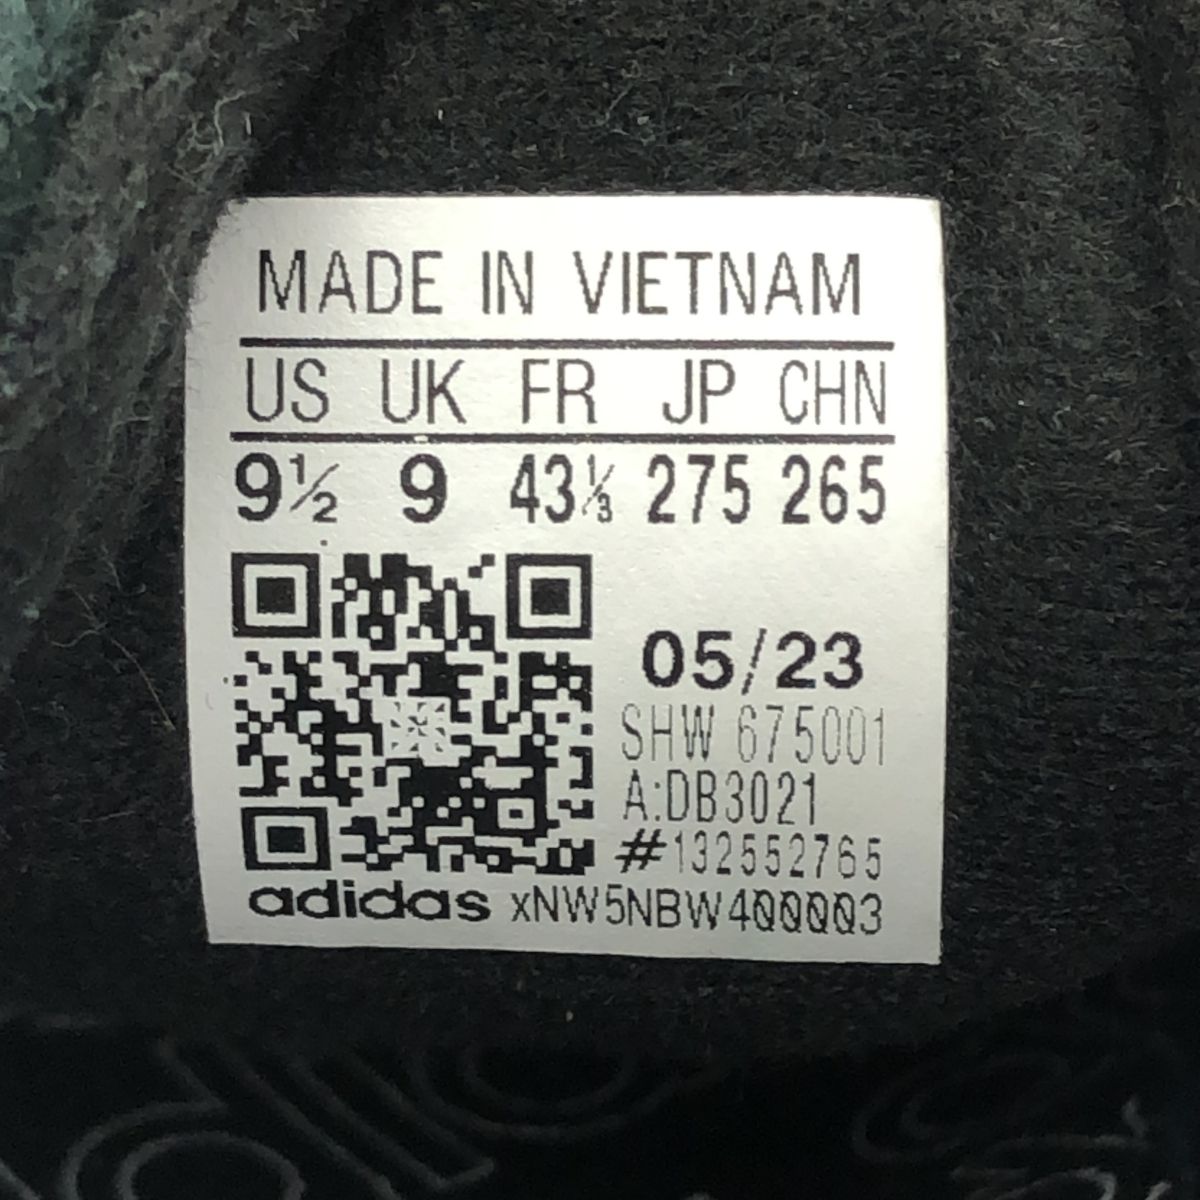 MADE IN VIETNAM
US UK FR JP CHN
9½ 9 43⅓ 275 265
05/23
SHW 675001
A:DB3021
#132552765
adidas xNW5NBW400003